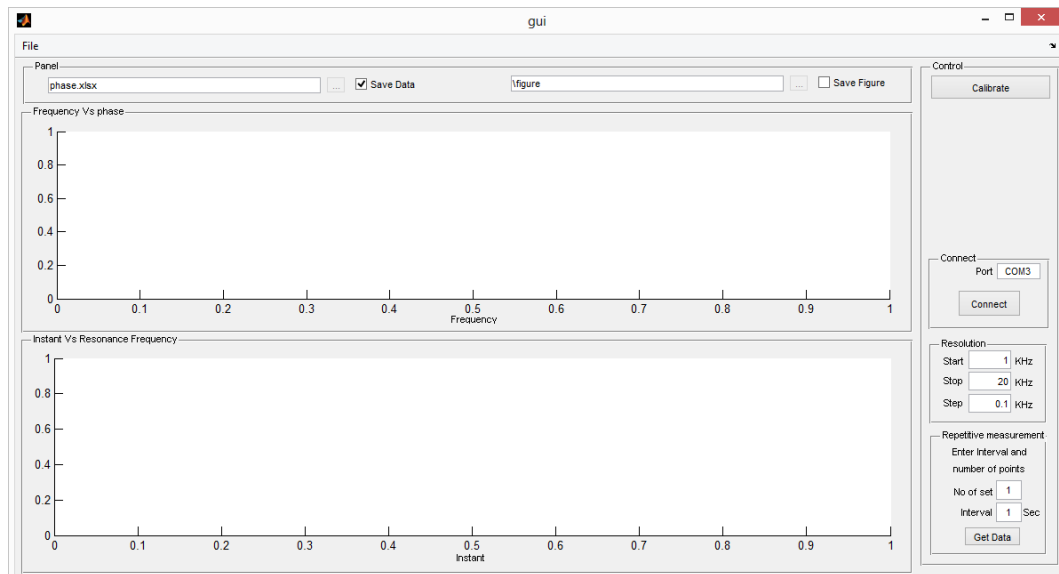 gui
File
Panel
phase.xlsx ... Save Data \figure ... Save Figure
Frequency Vs phase
1
0.8
0.6
0.4
0.2
0
0 0.1 0.2 0.3 0.4 0.5 0.6 0.7 0.8 0.9 1
Frequency
Instant Vs Resonance Frequency
1
0.8
0.6
0.4
0.2
0
0 0.1 0.2 0.3 0.4 0.5 0.6 0.7 0.8 0.9 1
Instant
Control
Calibrate
Connect
Port COM3
Connect
Resolution
Start 1 KHz
Stop 20 KHz
Step 0.1 KHz
Repetitive measurement
Enter Interval and
number of points
No of set 1
Interval 1 Sec
Get Data